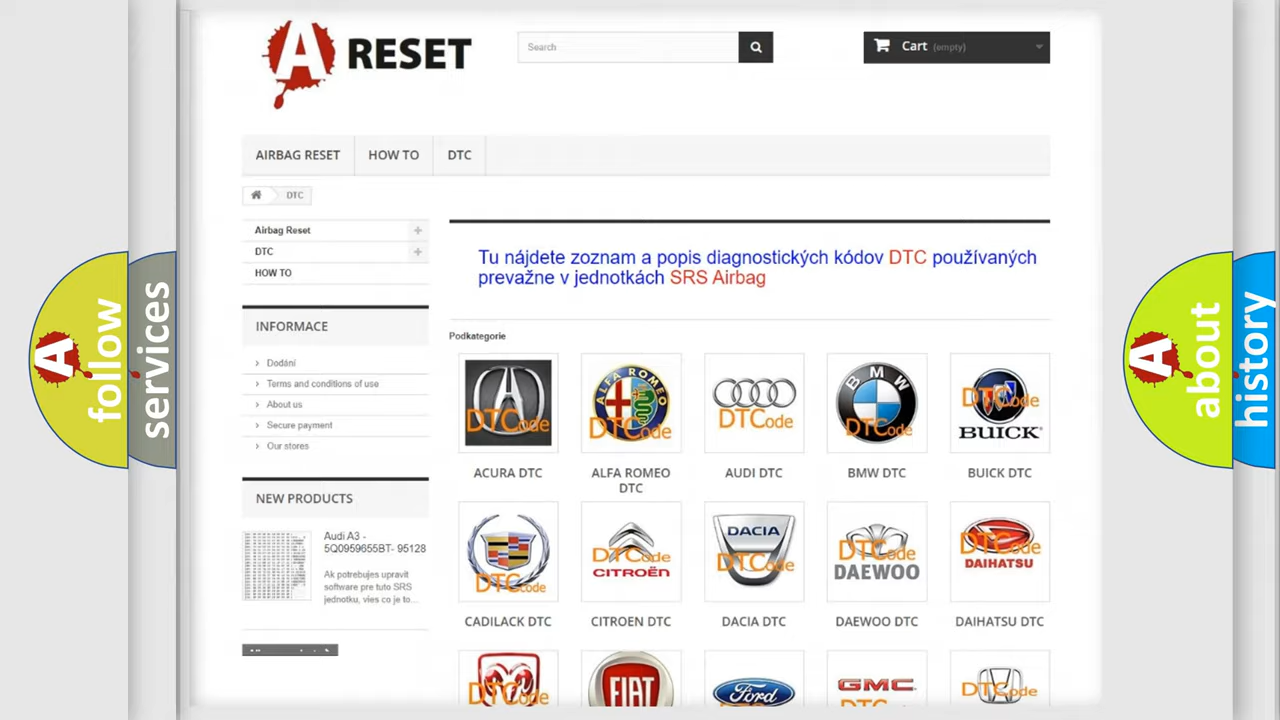 A RESET
Search
Cart (empty)
AIRBAG RESET
HOW TO
DTC
DTC
Airbag Reset
DTC
HOW TO
INFORMACE
Dodání
Terms and conditions of use
About us
Secure payment
Our stores
NEW PRODUCTS
Audi A3 -
5Q0959655BT- 95128
Ak potrebujes upravit
software pre tuto SRS
jednotku, vies co je to...
Tu nájdete zoznam a popis diagnostických kódov DTC používaných
prevažne v jednotkách SRS Airbag
Podkategorie
DTCode
ALFA ROMEO
DTCode
DTCode
BMW
DTCode
DTCode
BUICK
ACURA DTC
ALFA ROMEO
DTC
AUDI DTC
BMW DTC
BUICK DTC
DTCode
DTCode
CITROËN
DACIA
DTCode
DTCode
DAEWOO
DTCode
DAIHATSU
CADILACK DTC
CITROEN DTC
DACIA DTC
DAEWOO DTC
DAIHATSU DTC
DTCode
FIAT
Ford
GMC
DTCode
A
follow
services
A
about
history